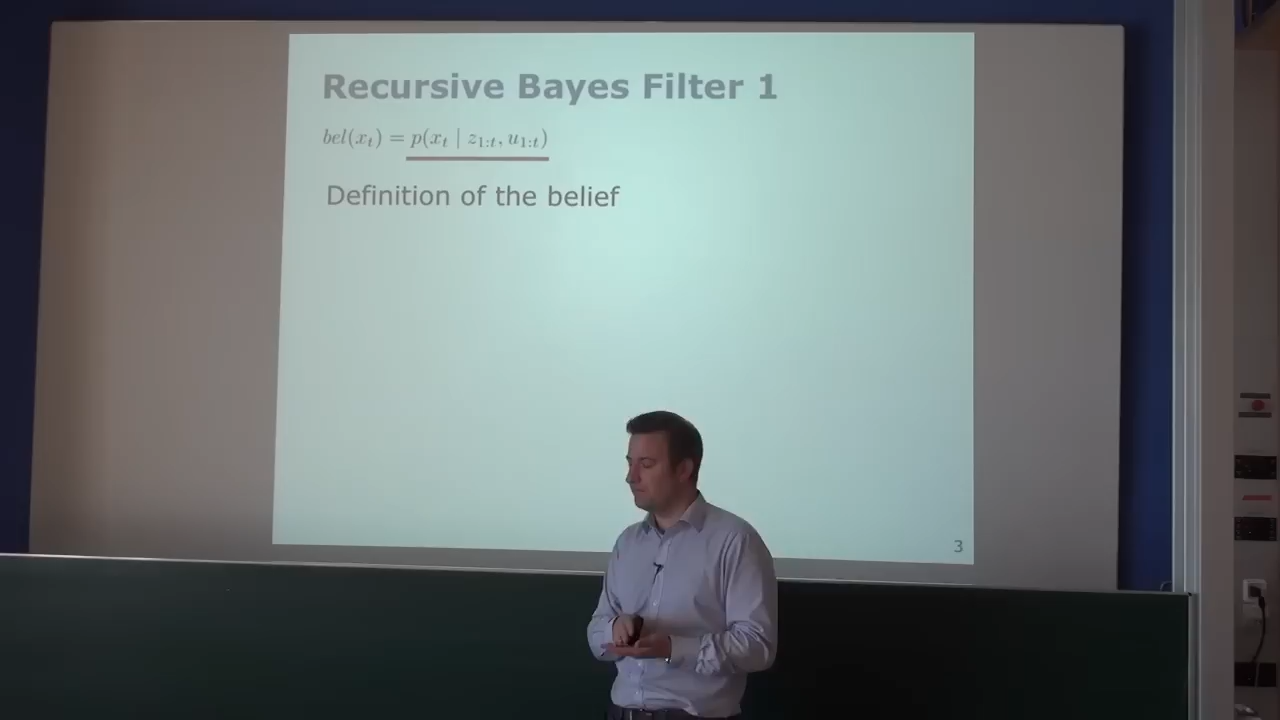 Recursive Bayes Filter 1
bel(x_t) = p(x_t | z_{1:t}, u_{1:t})
Definition of the belief
3